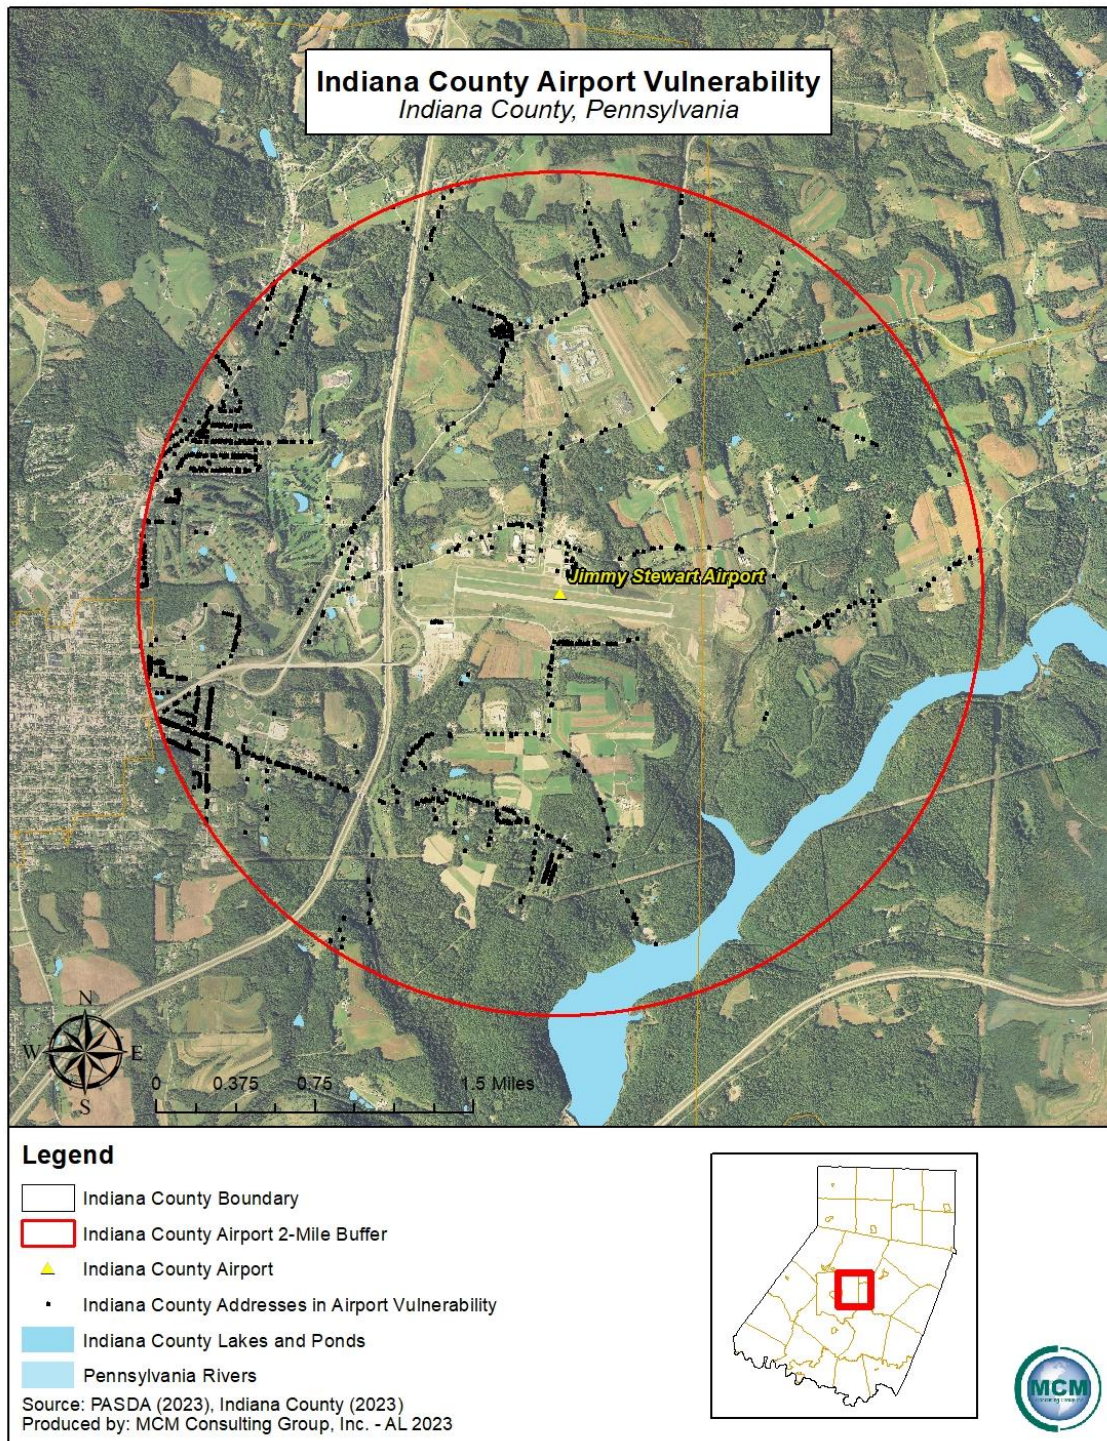 Indiana County Airport Vulnerability
Indiana County, Pennsylvania
Jimmy Stewart Airport
N
W E
S
0 0.375 0.75 1.5 Miles
Legend
Indiana County Boundary
Indiana County Airport 2-Mile Buffer
Indiana County Airport
Indiana County Addresses in Airport Vulnerability
Indiana County Lakes and Ponds
Pennsylvania Rivers
Source: PASDA (2023), Indiana County (2023)
Produced by: MCM Consulting Group, Inc. - AL 2023
MCM